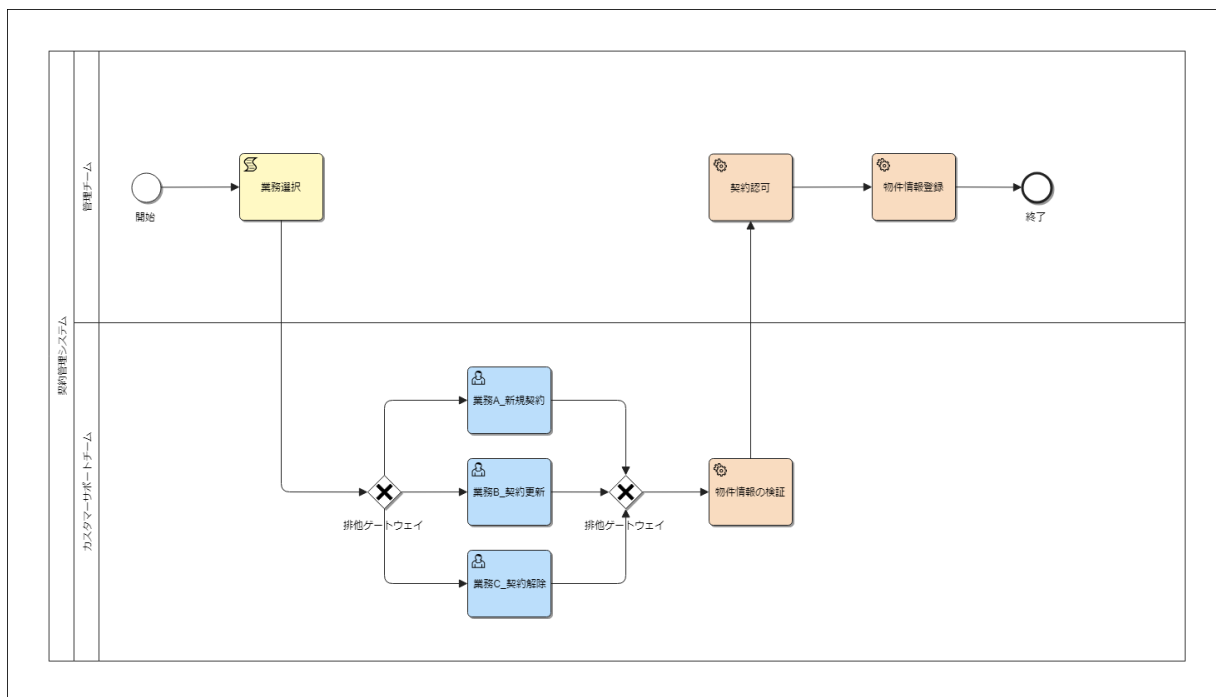 契約管理システム
管理チーム
開始
業務選択
契約認可
物件情報登録
終了
カスタマーサポートチーム
排他ゲートウェイ
業務A_新規契約
業務B_契約更新
業務C_契約解除
排他ゲートウェイ
物件情報の検証